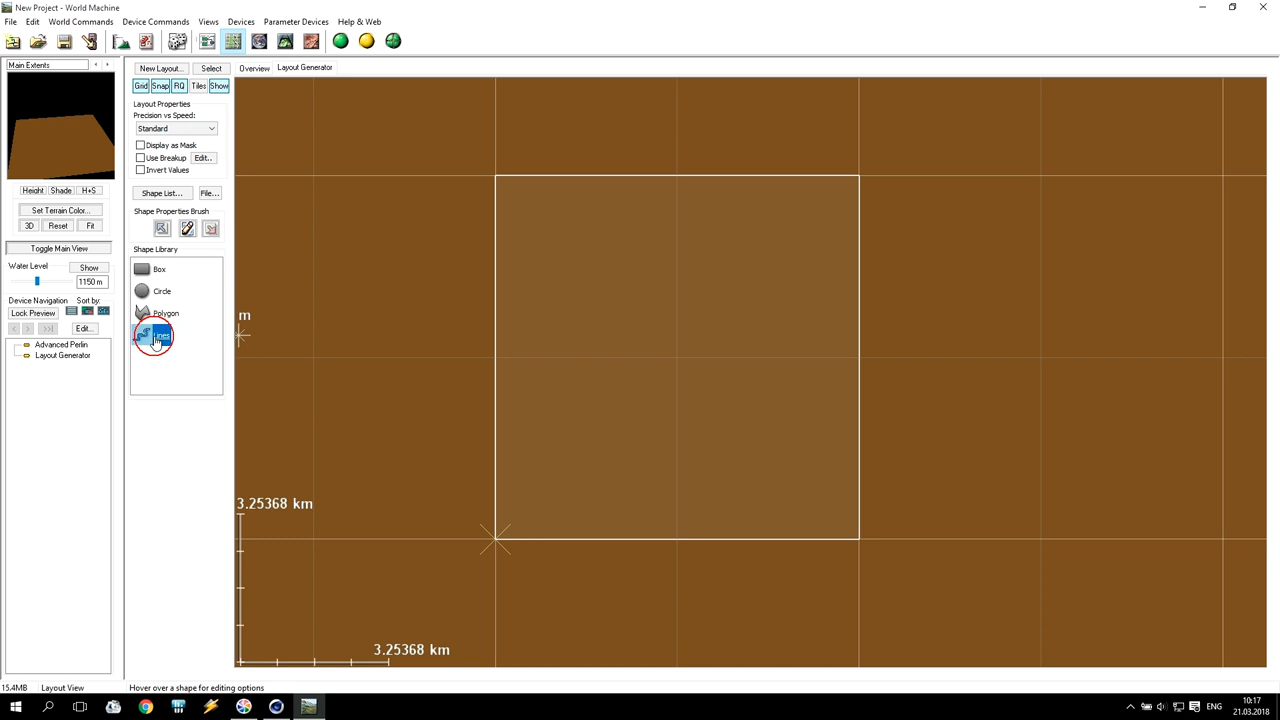 New Project - World Machine
File Edit World Commands Device Commands Views Devices Parameter Devices Help & Web
Main Extents
New Layout... Select
Overview Layout Generator
Grid Snap RQ Tiles Show
Layout Properties
Precision vs Speed:
Standard
Display as Mask
Use Breakup Edit..
Invert Values
Height Shade H+S
Shape List... File...
Set Terrain Color...
Shape Properties Brush
3D Reset Fit
Toggle Main View
Shape Library
Water Level Show
1150 m
Box
Circle
Polygon
Lines
Device Navigation Sort by:
Lock Preview
< > >>| Edit...
Advanced Perlin
Layout Generator
m
3.25368 km
3.25368 km
15.4MB Layout View Hover over a shape for editing options
ENG
10:17
21.03.2018